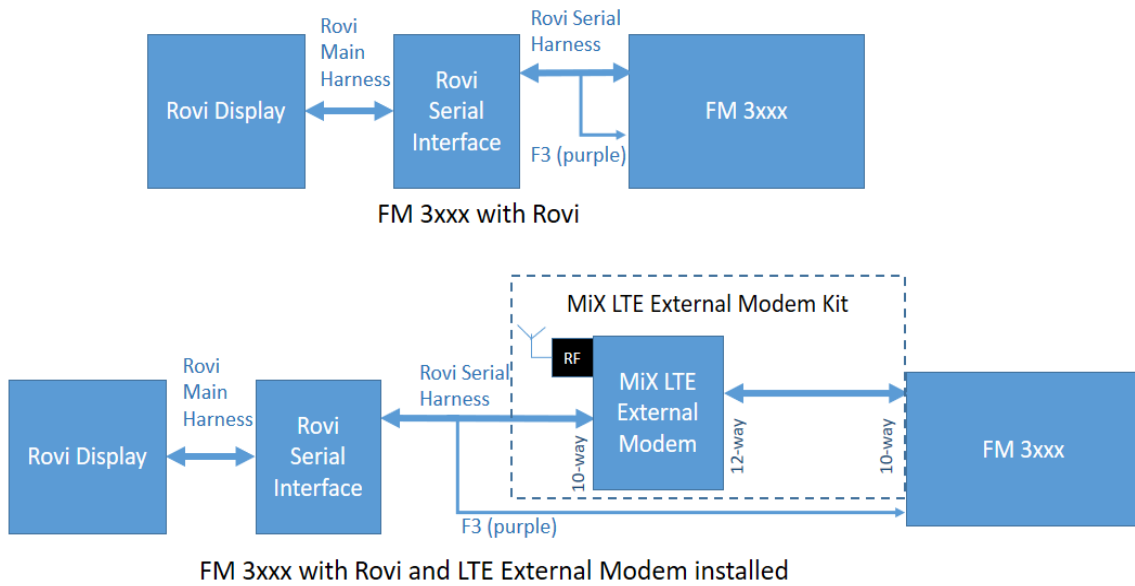 Rovi
Main
Harness
Rovi Serial
Harness
Rovi Display
Rovi
Serial
Interface
FM 3xxx
F3 (purple)
FM 3xxx with Rovi
MiX LTE External Modem Kit
RF
Rovi
Main
Harness
Rovi Serial
Harness
MiX LTE
External
Modem
Rovi Display
Rovi
Serial
Interface
10-way
12-way
10-way
FM 3xxx
F3 (purple)
FM 3xxx with Rovi and LTE External Modem installed